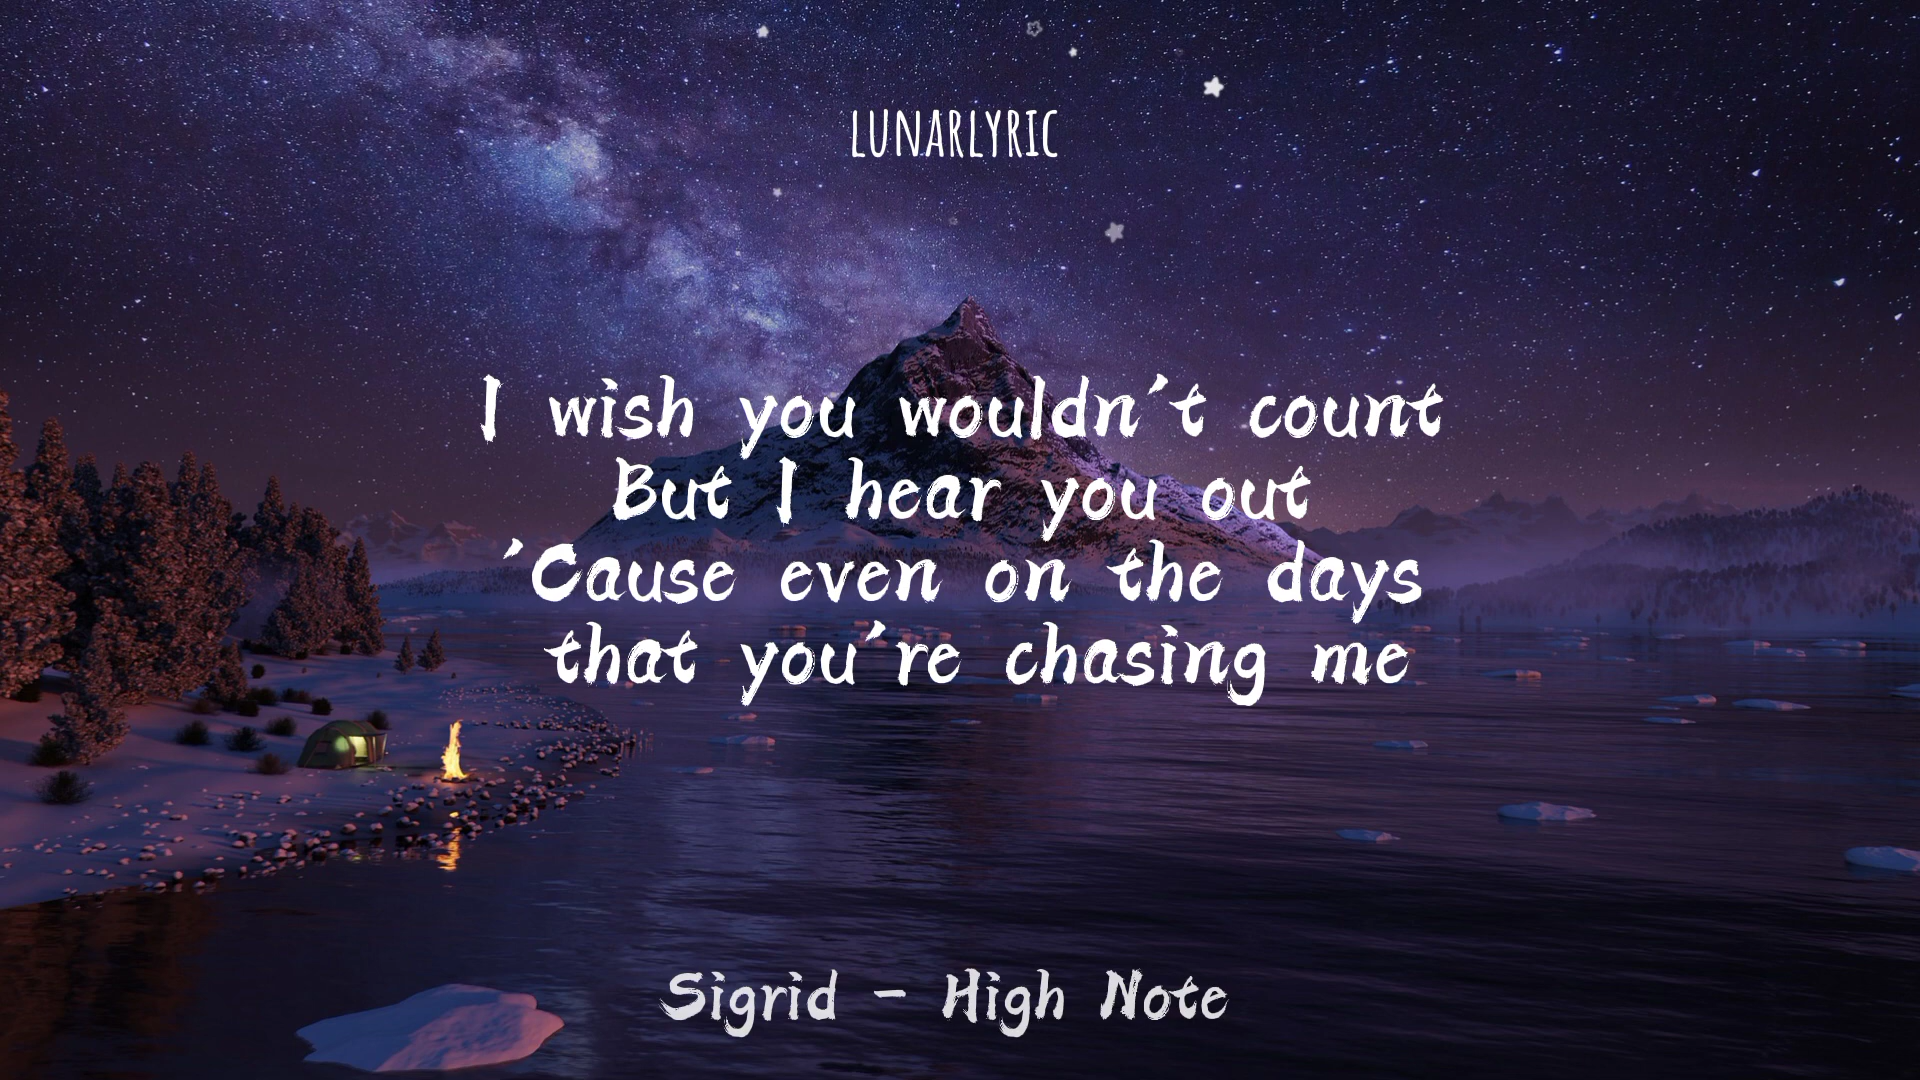 LUNARLYRIC
I wish you wouldn't count
But I hear you out
'Cause even on the days
that you're chasing me
Sigrid - High Note